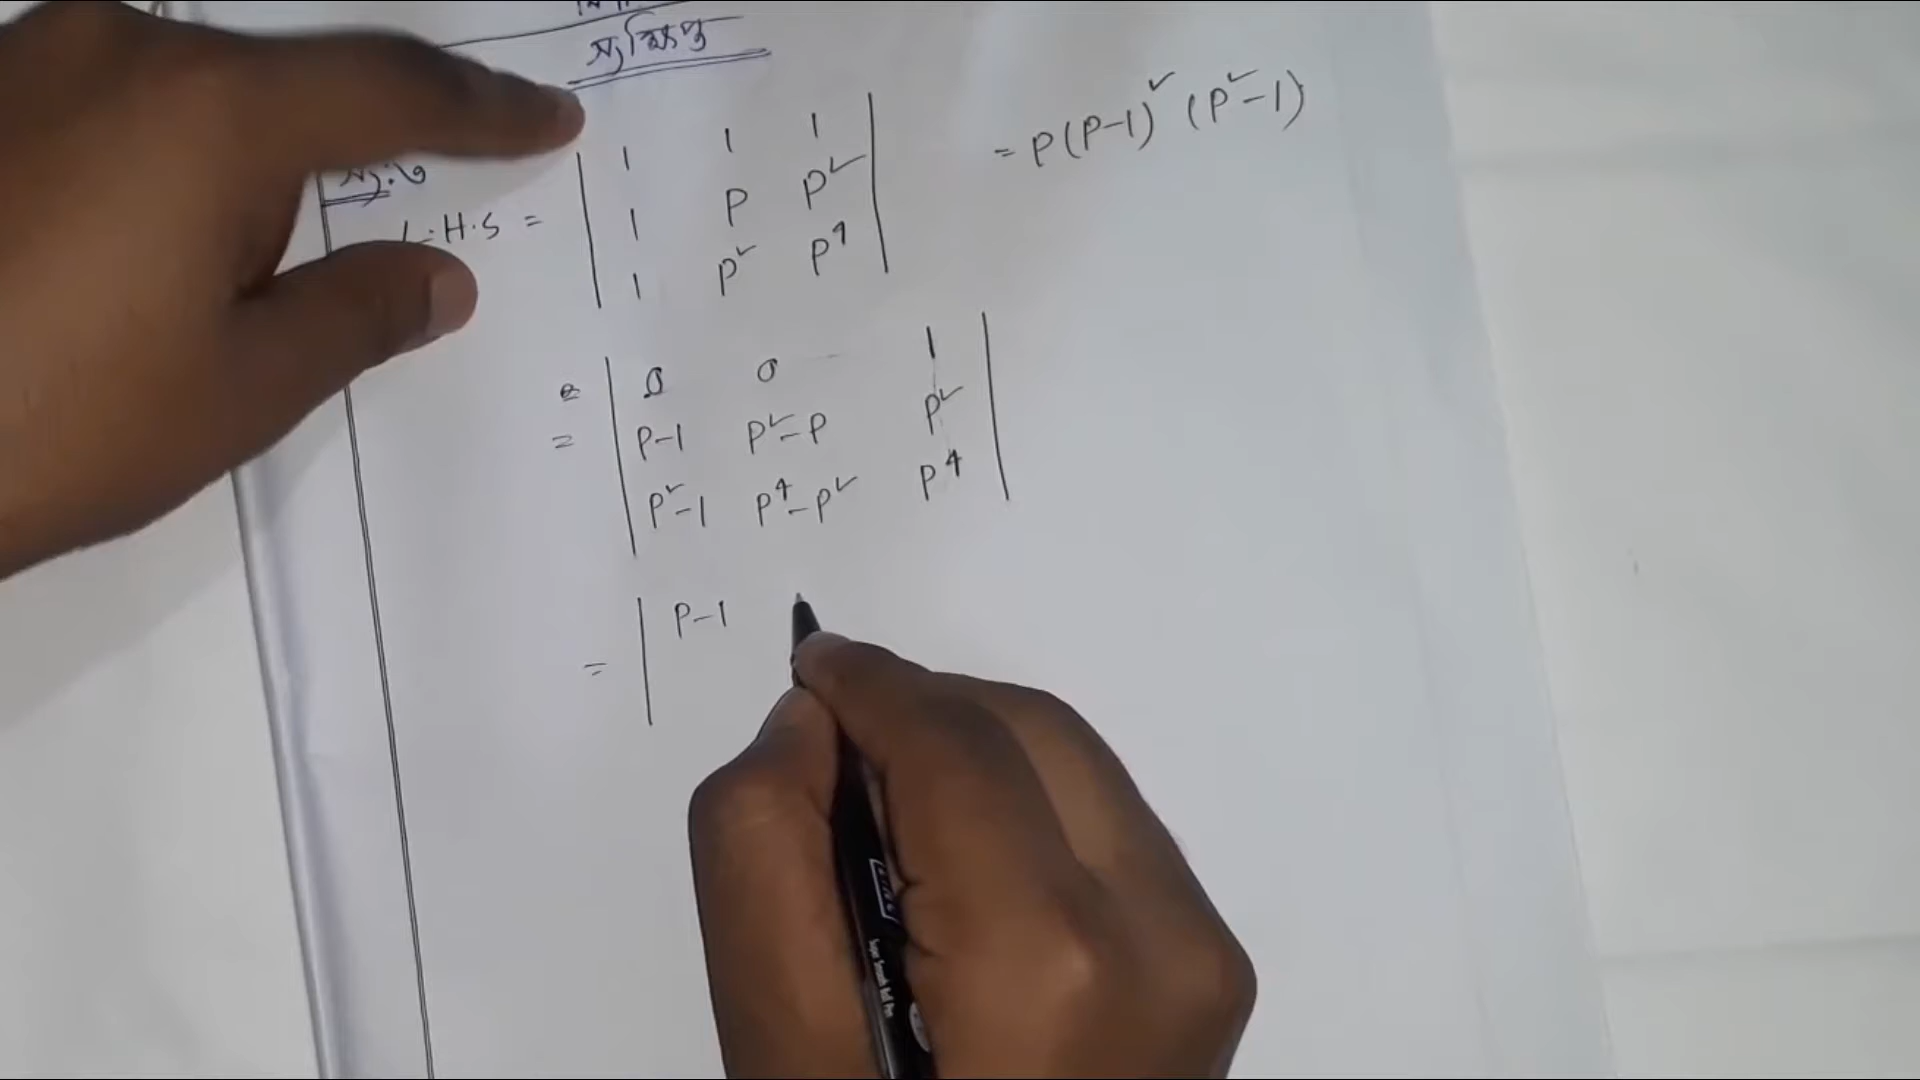 সংক্ষিপ্ত
L.H.S = | 1 1 1 | = P(P-1)² (P²-1)
| 1 P P² |
| 1 P² P⁴ |
| 0 0 1 |
= | P-1 P²-P P² |
| P²-1 P⁴-P² P⁴ |
= | P-1